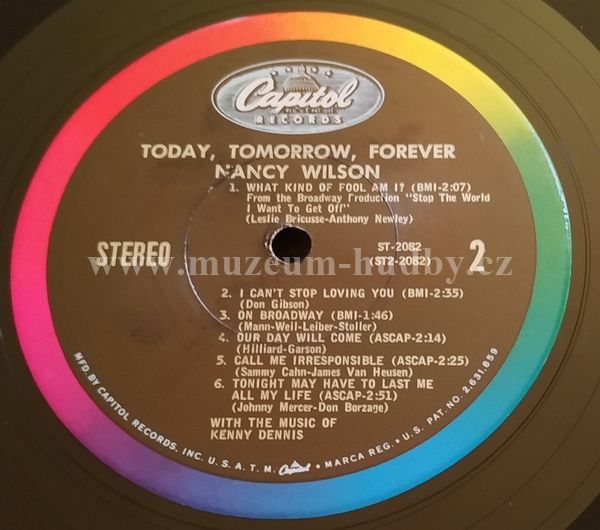 Capitol
RECORDS
TODAY, TOMORROW, FOREVER
NANCY WILSON
1. WHAT KIND OF FOOL AM I? (BMI-2:07)
From the Broadway Production "Stop The World
I Want To Get Off"
(Leslie Bricusse-Anthony Newley)
STEREO
ST-2082
(ST2-2082)
2
www.muzeum-hudby.cz
2. I CAN'T STOP LOVING YOU (BMI-2:35)
(Don Gibson)
3. ON BROADWAY (BMI-1:46)
(Mann-Weil-Leiber-Stoller)
4. OUR DAY WILL COME (ASCAP-2:14)
(Hilliard-Garson)
5. CALL ME IRRESPONSIBLE (ASCAP-2:25)
(Sammy Cahn-James Van Heusen)
6. TONIGHT MAY HAVE TO LAST ME
ALL MY LIFE (ASCAP-2:51)
(Johnny Mercer-Don Borzage)
WITH THE MUSIC OF
KENNY DENNIS
MFD. BY CAPITOL RECORDS, INC. U. S. A. T. M. Capitol • MARCA REG. • U. S. PAT. NO. 2,631,859